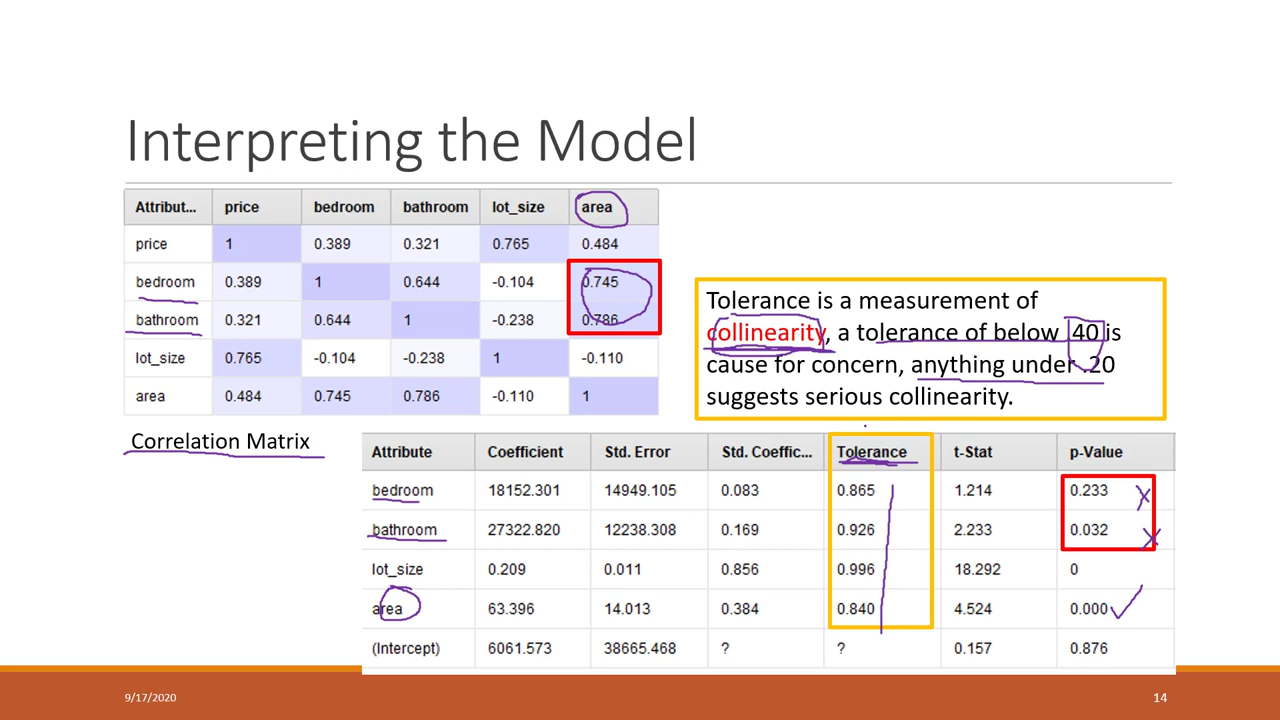 Interpreting the Model
Attribut... price bedroom bathroom lot_size area
price 1 0.389 0.321 0.765 0.484
bedroom 0.389 1 0.644 -0.104 0.745
bathroom 0.321 0.644 1 -0.238 0.786
lot_size 0.765 -0.104 -0.238 1 -0.110
area 0.484 0.745 0.786 -0.110 1
Correlation Matrix
Tolerance is a measurement of
collinearity, a tolerance of below .40 is
cause for concern, anything under .20
suggests serious collinearity.
Attribute Coefficient Std. Error Std. Coeffic... Tolerance t-Stat p-Value
bedroom 18152.301 14949.105 0.083 0.865 1.214 0.233
bathroom 27322.820 12238.308 0.169 0.926 2.233 0.032
lot_size 0.209 0.011 0.856 0.996 18.292 0
area 63.396 14.013 0.384 0.840 4.524 0.000
(Intercept) 6061.573 38665.468 ? ? 0.157 0.876
9/17/2020
14